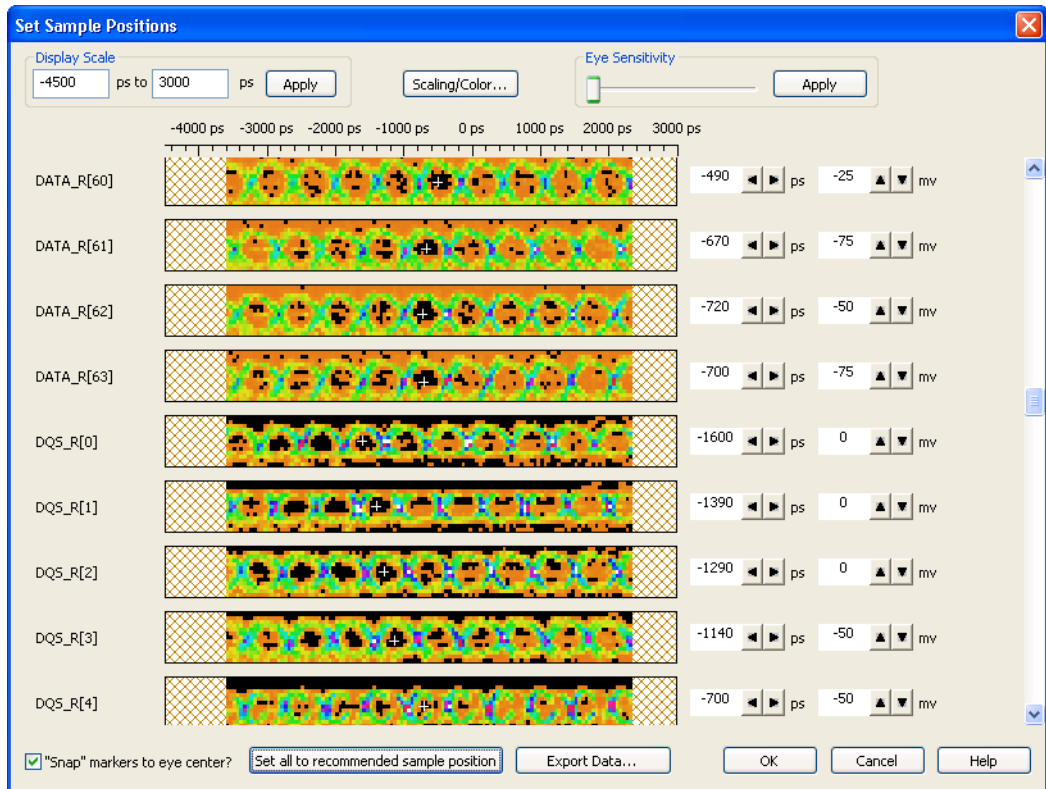 Set Sample Positions
Display Scale
Eye Sensitivity
-4500 ps to 3000 ps Apply Scaling/Color... Apply
-4000 ps -3000 ps -2000 ps -1000 ps 0 ps 1000 ps 2000 ps 3000 ps
DATA_R[60] -490 ps -25 mv
DATA_R[61] -670 ps -75 mv
DATA_R[62] -720 ps -50 mv
DATA_R[63] -700 ps -75 mv
DQS_R[0] -1600 ps 0 mv
DQS_R[1] -1390 ps 0 mv
DQS_R[2] -1290 ps 0 mv
DQS_R[3] -1140 ps -50 mv
DQS_R[4] -700 ps -50 mv
"Snap" markers to eye center? Set all to recommended sample position Export Data... OK Cancel Help